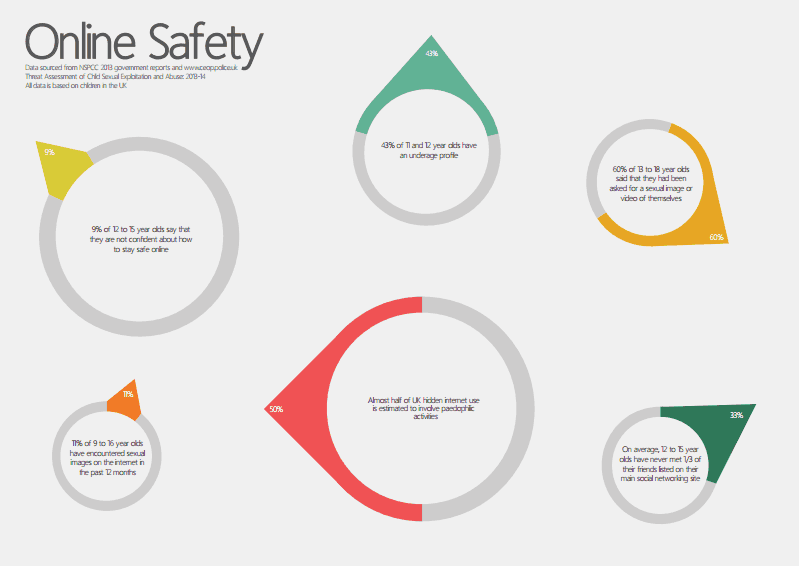 Online Safety
Data sourced from NSPCC 2013 government reports and www.ceop.police.uk
Threat Assessment of Child Sexual Exploitation and Abuse: 2013-14
All data is based on children in the UK
43%
43% of 11 and 12 year olds have
an underage profile
9%
9% of 12 to 15 year olds say that
they are not confident about how
to stay safe online
60% of 13 to 18 year olds
said that they had been
asked for a sexual image or
video of themselves
60%
11%
11% of 9 to 16 year olds
have encountered sexual
images on the internet in
the past 12 months
50%
Almost half of UK hidden internet use
is estimated to involve paedophilic
activities
33%
On average, 12 to 15 year
olds have never met 1/3 of
their friends listed on their
main social networking site